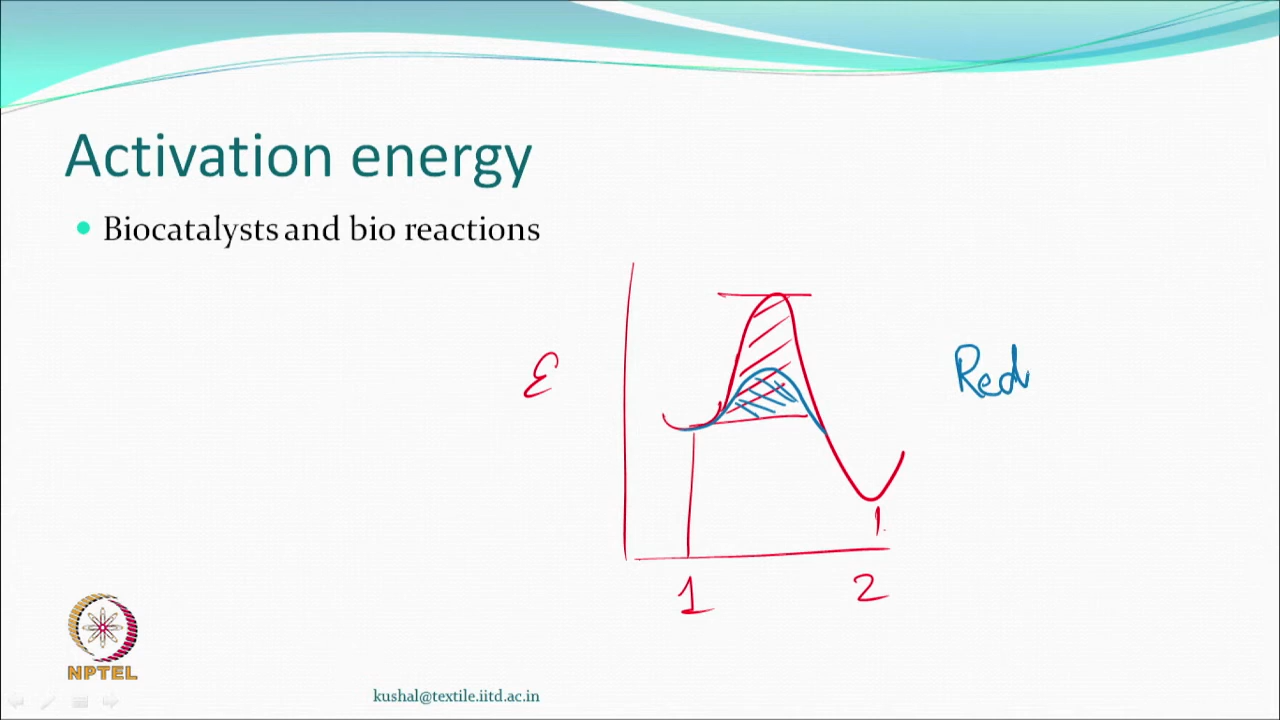 Activation energy
Biocatalysts and bio reactions
E
Red
1
2
NPTEL
kushal@textile.iitd.ac.in